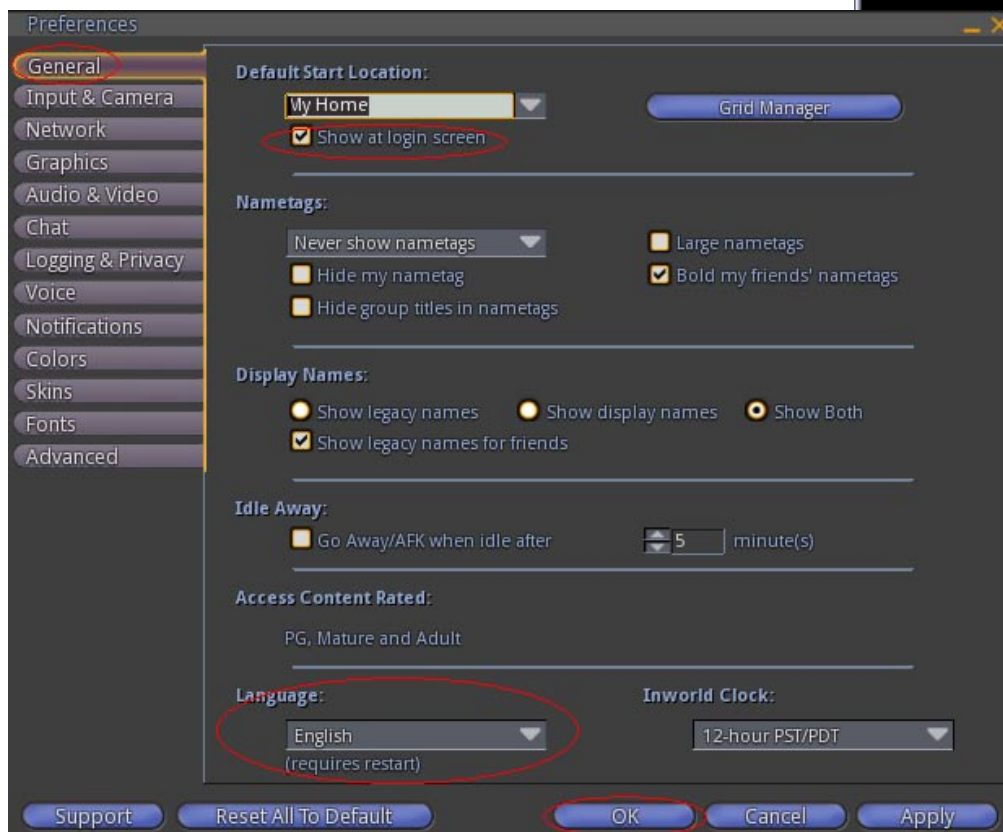 Preferences
General
Input & Camera
Network
Graphics
Audio & Video
Chat
Logging & Privacy
Voice
Notifications
Colors
Skins
Fonts
Advanced
Default Start Location:
My Home
Grid Manager
Show at login screen
Nametags:
Never show nametags
Large nametags
Hide my nametag
Bold my friends' nametags
Hide group titles in nametags
Display Names:
Show legacy names
Show display names
Show Both
Show legacy names for friends
Idle Away:
Go Away/AFK when idle after
5
minute(s)
Access Content Rated:
PG, Mature and Adult
Language:
English
(requires restart)
Inworld Clock:
12-hour PST/PDT
Support
Reset All To Default
OK
Cancel
Apply